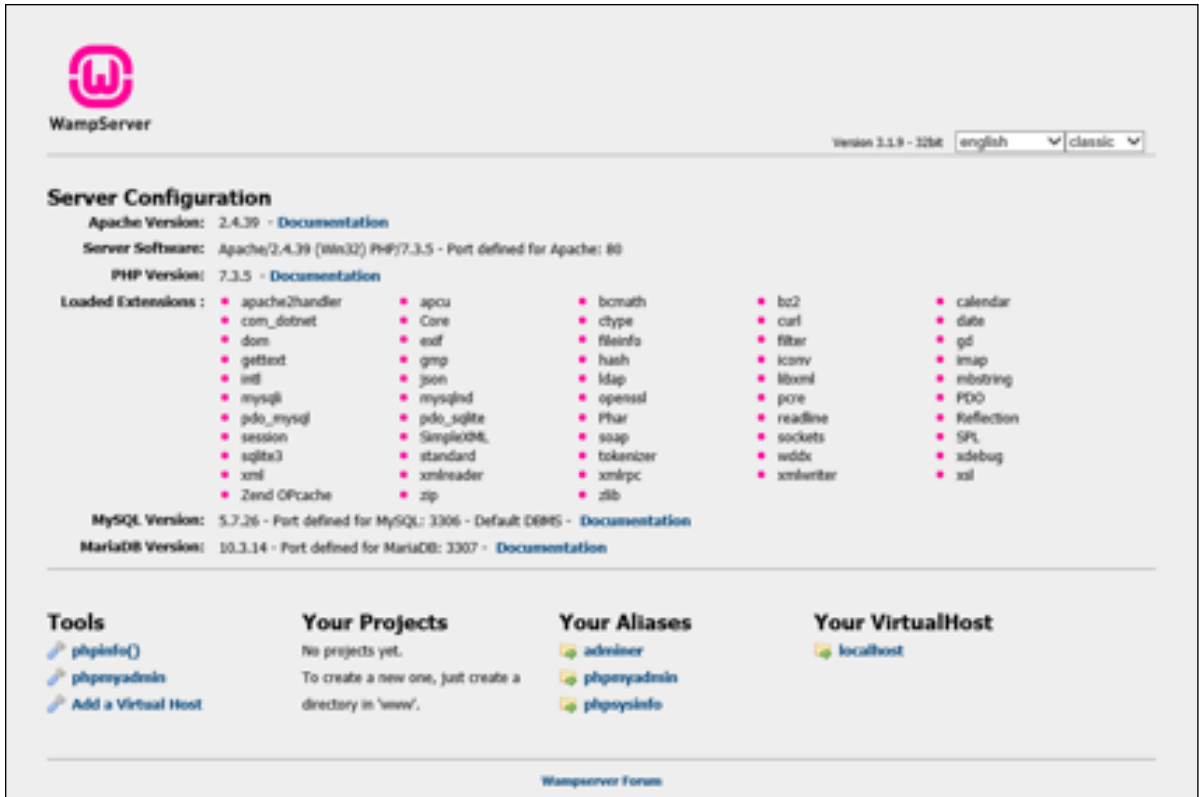 WampServer
Version 3.1.9 - 32bit english classic
Server Configuration
Apache Version: 2.4.39 - Documentation
Server Software: Apache/2.4.39 (Win32) PHP/7.3.5 - Port defined for Apache: 80
PHP Version: 7.3.5 - Documentation
Loaded Extensions : apache2handler apcu bcmath bz2 calendar
com_dotnet Core ctype curl date
dom exif fileinfo filter gd
gettext gmp hash iconv imap
intl json ldap libxml mbstring
mysqli mysqlnd openssl pcre PDO
pdo_mysql pdo_sqlite Phar readline Reflection
session SimpleXML soap sockets SPL
sqlite3 standard tokenizer wddx xdebug
xml xmlreader xmlrpc xmlwriter xsl
Zend OPcache zip zlib
MySQL Version: 5.7.26 - Port defined for MySQL: 3306 - Default DBMS - Documentation
MariaDB Version: 10.3.14 - Port defined for MariaDB: 3307 - Documentation
Tools Your Projects Your Aliases Your VirtualHost
phpinfo() No projects yet. adminer localhost
phpmyadmin To create a new one, just create a phpmyadmin
Add a Virtual Host directory in 'www'. phpsysinfo
Wampserver Forum